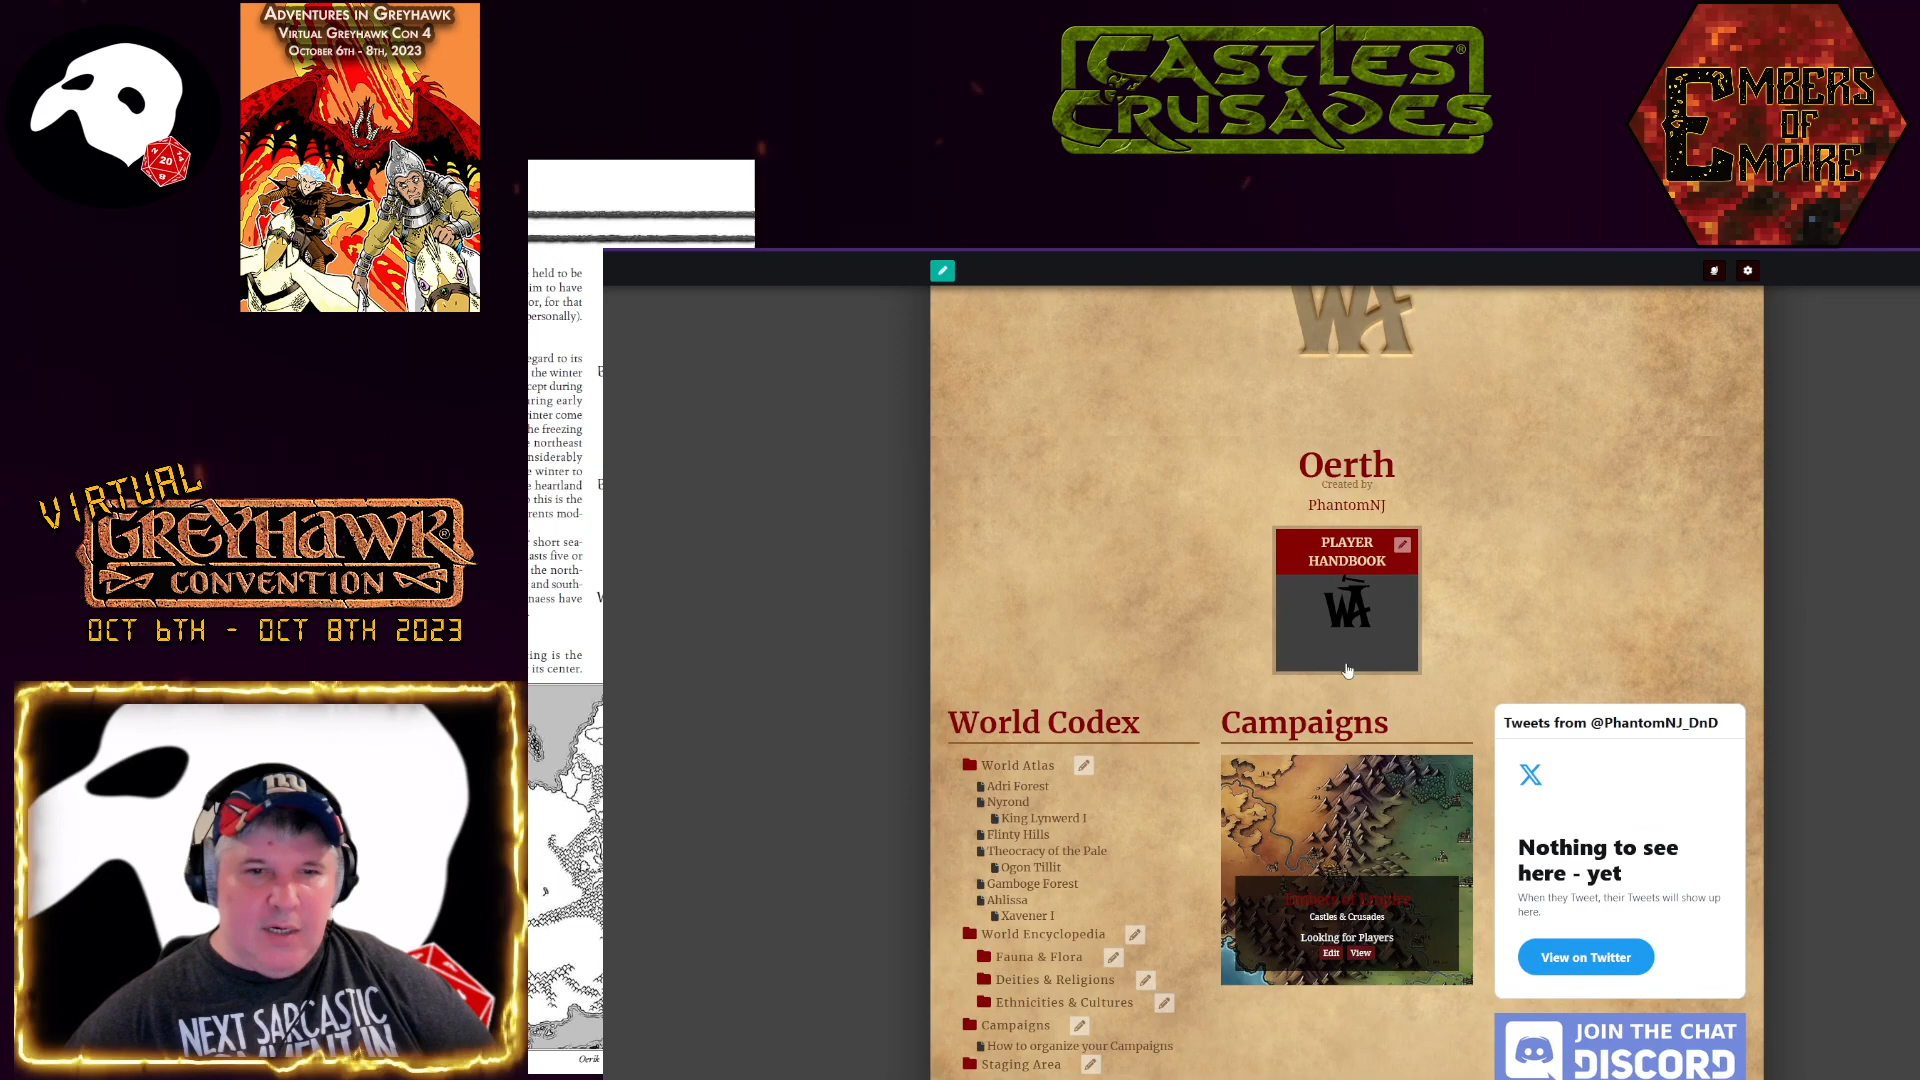 ADVENTURES IN GREYHAWK
VIRTUAL GREYHAWK CON 4
OCTOBER 6TH - 8TH, 2023
20
8
CASTLES®
& CRUSADES
EMBERS
OF
EMPIRE
VIRTUAL
GREYHAWK®
CONVENTION
OCT 6TH - OCT 8TH 2023
held to be
im to have
or, for that
ersonally).
egard to its
the winter
cept during
ring early
inter come
he freezing
northeast
nsiderably
winter to
heartland
this is the
rents mod-
short sea-
asts five or
the north-
and south-
naess have
ing is the
its center.
Oerik
WA
Oerth
Created by
PhantomNJ
PLAYER
HANDBOOK
WA
World Codex
World Atlas
Adri Forest
Nyrond
King Lynwerd I
Flinty Hills
Theocracy of the Pale
Ogon Tillit
Gamboge Forest
Ahlissa
Xavener I
World Encyclopedia
Fauna & Flora
Deities & Religions
Ethnicities & Cultures
Campaigns
How to organize your Campaigns
Staging Area
Campaigns
Embers of Empire
Castles & Crusades
Looking for Players
Edit View
Tweets from @PhantomNJ_DnD
Nothing to see
here - yet
When they Tweet, their Tweets will show up
here.
View on Twitter
JOIN THE CHAT
DISCORD
NEXT SARCASTIC
COMMENT IN